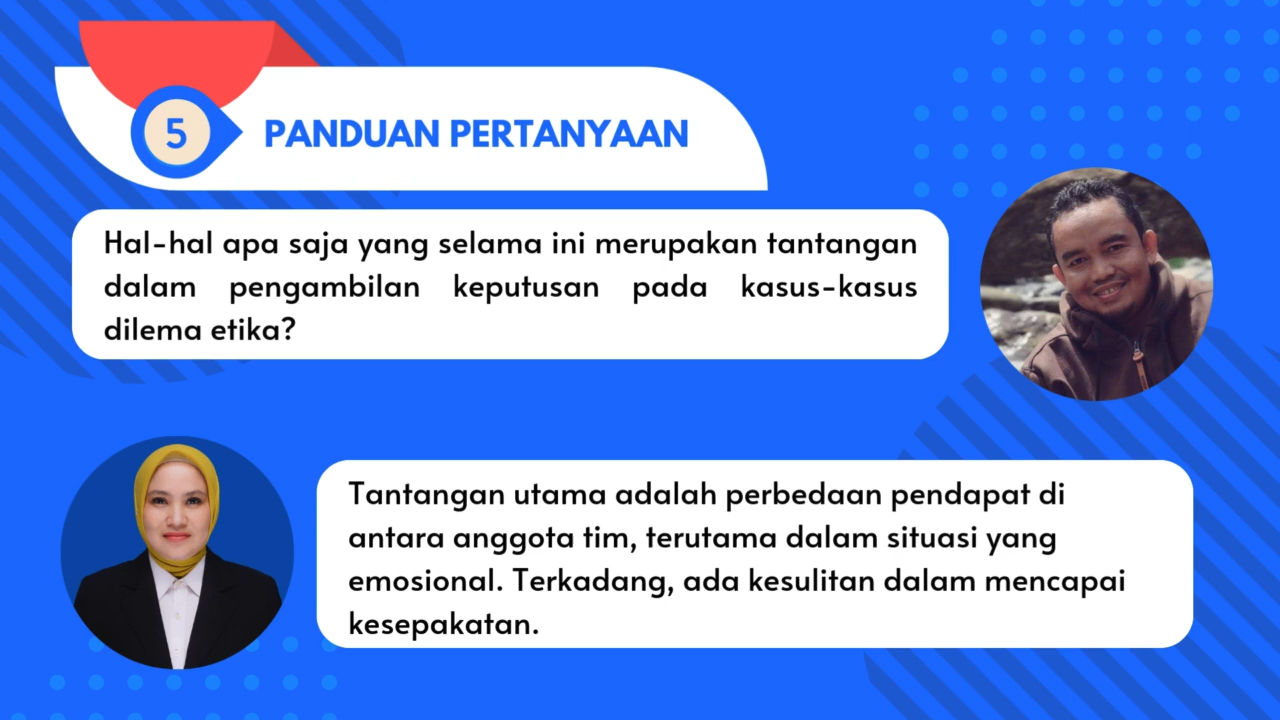 5
PANDUAN PERTANYAAN
Hal-hal apa saja yang selama ini merupakan tantangan
dalam pengambilan keputusan pada kasus-kasus
dilema etika?
Tantangan utama adalah perbedaan pendapat di
antara anggota tim, terutama dalam situasi yang
emosional. Terkadang, ada kesulitan dalam mencapai
kesepakatan.